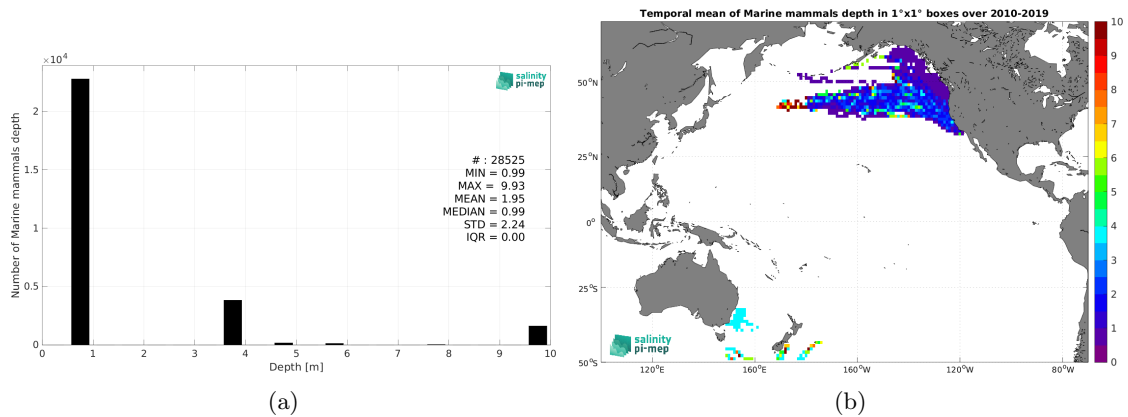 ×10⁴
2
1.5
1
0.5
0
0 1 2 3 4 5 6 7 8 9 10
Depth [m]
Number of Marine mammals depth
salinity
pi-mep
# : 28525
MIN = 0.99
MAX = 9.93
MEAN = 1.95
MEDIAN = 0.99
STD = 2.24
IQR = 0.00
(a)
Temporal mean of Marine mammals depth in 1°x1° boxes over 2010-2019
50°N
25°N
0°
25°S
50°S
120°E 160°E 160°W 120°W 80°W
salinity
pi-mep
10
9
8
7
6
5
4
3
2
1
0
(b)